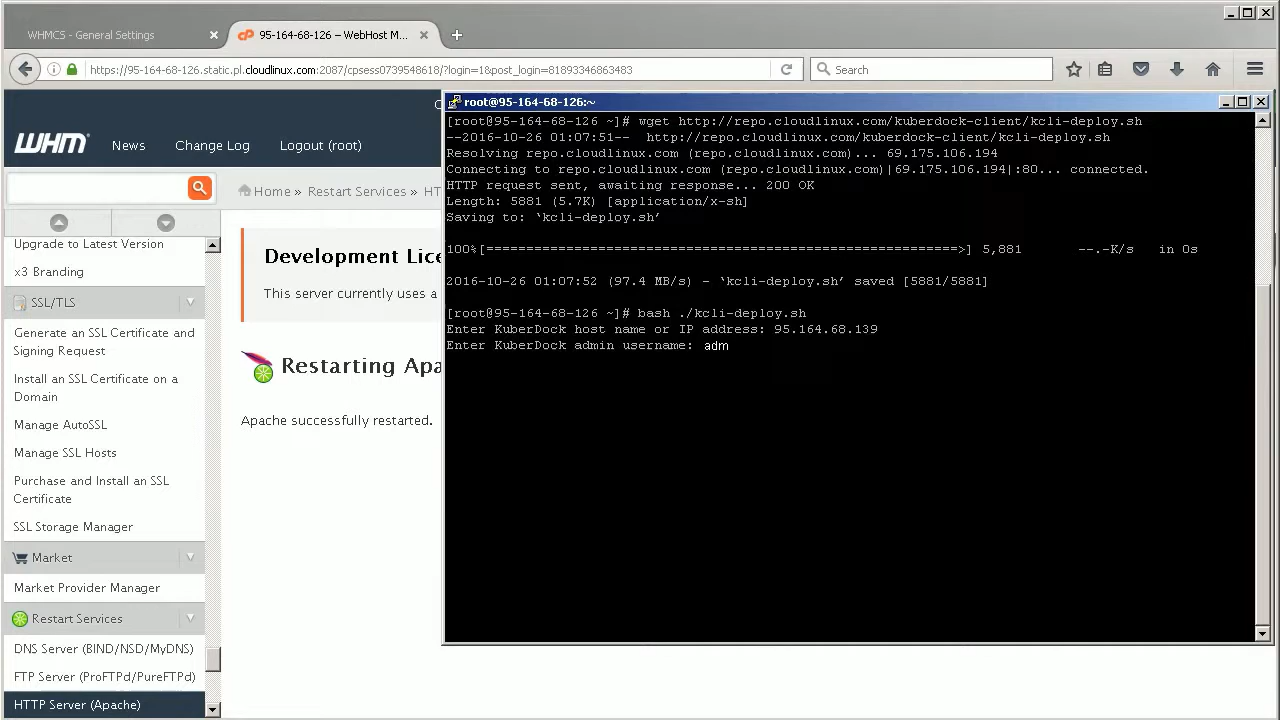 WHMCS - General Settings
95-164-68-126 – WebHost M...
https://95-164-68-126.static.pl.cloudlinux.com:2087/cpsess0739548618/?login=1&post_login=91893346863483
Search
WHM
News
Change Log
Logout (root)
Home »
Restart Services »
HT
Upgrade to Latest Version
x3 Branding
SSL/TLS
Generate an SSL Certificate and
Signing Request
Install an SSL Certificate on a
Domain
Manage AutoSSL
Manage SSL Hosts
Purchase and Install an SSL
Certificate
SSL Storage Manager
Market
Market Provider Manager
Restart Services
DNS Server (BIND/NSD/MyDNS)
FTP Server (ProFTPd/PureFTPd)
HTTP Server (Apache)
Development Lice
This server currently uses a
Restarting Apa
Apache successfully restarted.
root@95-164-68-126:~
[root@95-164-68-126 ~]# wget http://repo.cloudlinux.com/kuberdock-client/kcli-deploy.sh
--2016-10-26 01:07:51--  http://repo.cloudlinux.com/kuberdock-client/kcli-deploy.sh
Resolving repo.cloudlinux.com (repo.cloudlinux.com)... 69.175.106.194
Connecting to repo.cloudlinux.com (repo.cloudlinux.com)|69.175.106.194|:80... connected.
HTTP request sent, awaiting response... 200 OK
Length: 5881 (5.7K) [application/x-sh]
Saving to: ‘kcli-deploy.sh’
100%[===========================================================>] 5,881       --.-K/s   in 0s
2016-10-26 01:07:52 (97.4 MB/s) - ‘kcli-deploy.sh’ saved [5881/5881]
[root@95-164-68-126 ~]# bash ./kcli-deploy.sh
Enter KuberDock host name or IP address: 95.164.68.139
Enter KuberDock admin username: adm